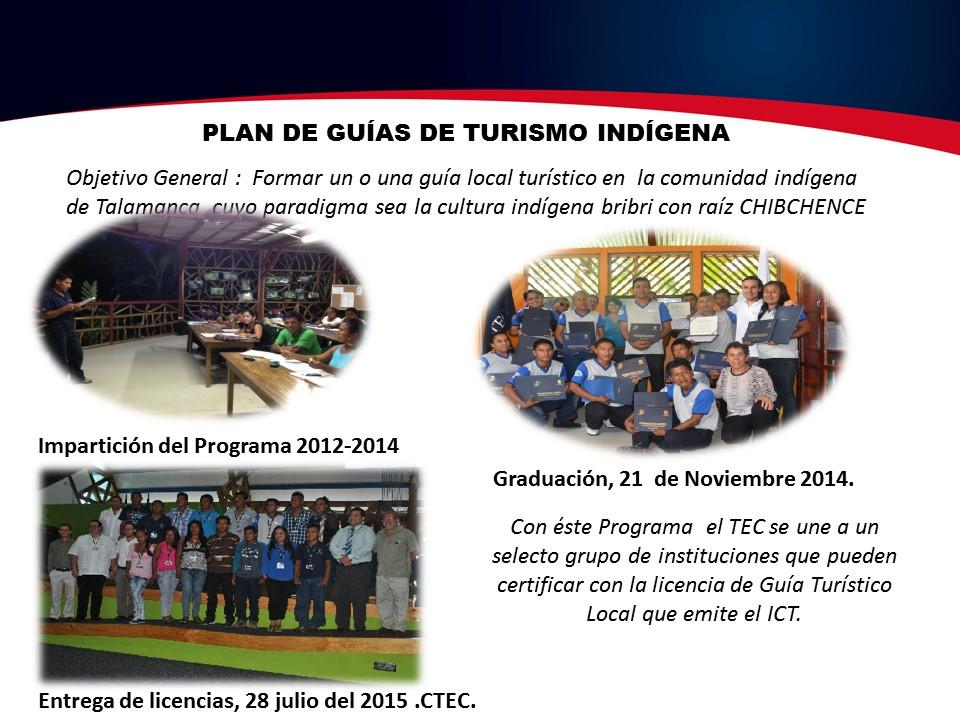 PLAN DE GUÍAS DE TURISMO INDÍGENA
Objetivo General : Formar un o una guía local turístico en la comunidad indígena
de Talamanca cuyo paradigma sea la cultura indígena bribri con raíz CHIBCHENCE
Impartición del Programa 2012-2014
Graduación, 21 de Noviembre 2014.
Con éste Programa el TEC se une a un
selecto grupo de instituciones que pueden
certificar con la licencia de Guía Turístico
Local que emite el ICT.
Entrega de licencias, 28 julio del 2015 .CTEC.